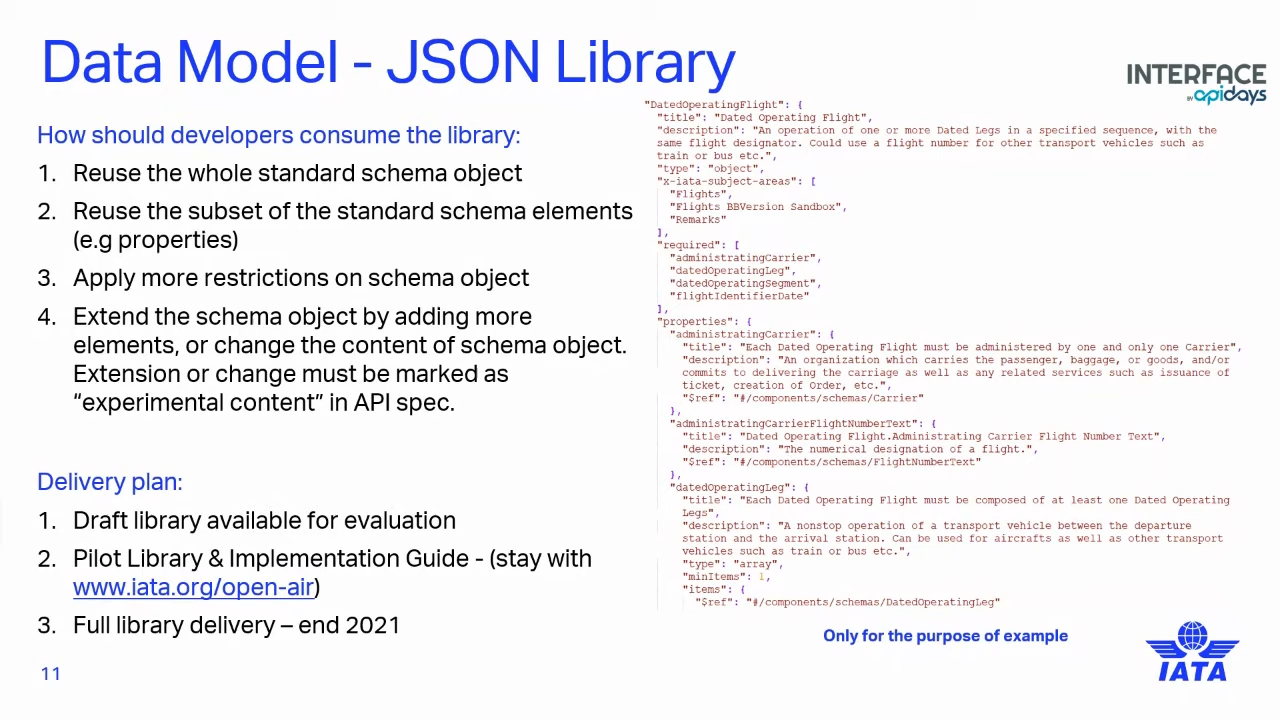 Data Model - JSON Library
INTERFACE
BY apidays
How should developers consume the library:
1. Reuse the whole standard schema object
2. Reuse the subset of the standard schema elements
(e.g properties)
3. Apply more restrictions on schema object
4. Extend the schema object by adding more
elements, or change the content of schema object.
Extension or change must be marked as
“experimental content” in API spec.
Delivery plan:
1. Draft library available for evaluation
2. Pilot Library & Implementation Guide - (stay with
www.iata.org/open-air)
3. Full library delivery – end 2021
11
"DatedOperatingFlight": {
"title": "Dated Operating Flight",
"description": "An operation of one or more Dated Legs in a specified sequence, with the
same flight designator. Could use a flight number for other transport vehicles such as
train or bus etc.",
"type": "object",
"x-iata-subject-areas": [
"Flights",
"Flights BBVersion Sandbox",
"Remarks"
],
"required": [
"administratingCarrier",
"datedOperatingLeg",
"datedOperatingSegment",
"flightIdentifierDate"
],
"properties": {
"administratingCarrier": {
"title": "Each Dated Operating Flight must be administered by one and only one Carrier",
"description": "An organization which carries the passenger, baggage, or goods, and/or
commits to delivering the carriage as well as any related services such as issuance of
ticket, creation of Order, etc.",
"$ref": "#/components/schemas/Carrier"
},
"administratingCarrierFlightNumberText": {
"title": "Dated Operating Flight.Administrating Carrier Flight Number Text",
"description": "The numerical designation of a flight.",
"$ref": "#/components/schemas/FlightNumberText"
},
"datedOperatingLeg": {
"title": "Each Dated Operating Flight must be composed of at least one Dated Operating
Legs",
"description": "A nonstop operation of a transport vehicle between the departure
station and the arrival station. Can be used for aircrafts as well as other transport
vehicles such as train or bus etc.",
"type": "array",
"minItems": 1,
"items": {
"$ref": "#/components/schemas/DatedOperatingLeg"
Only for the purpose of example
IATA